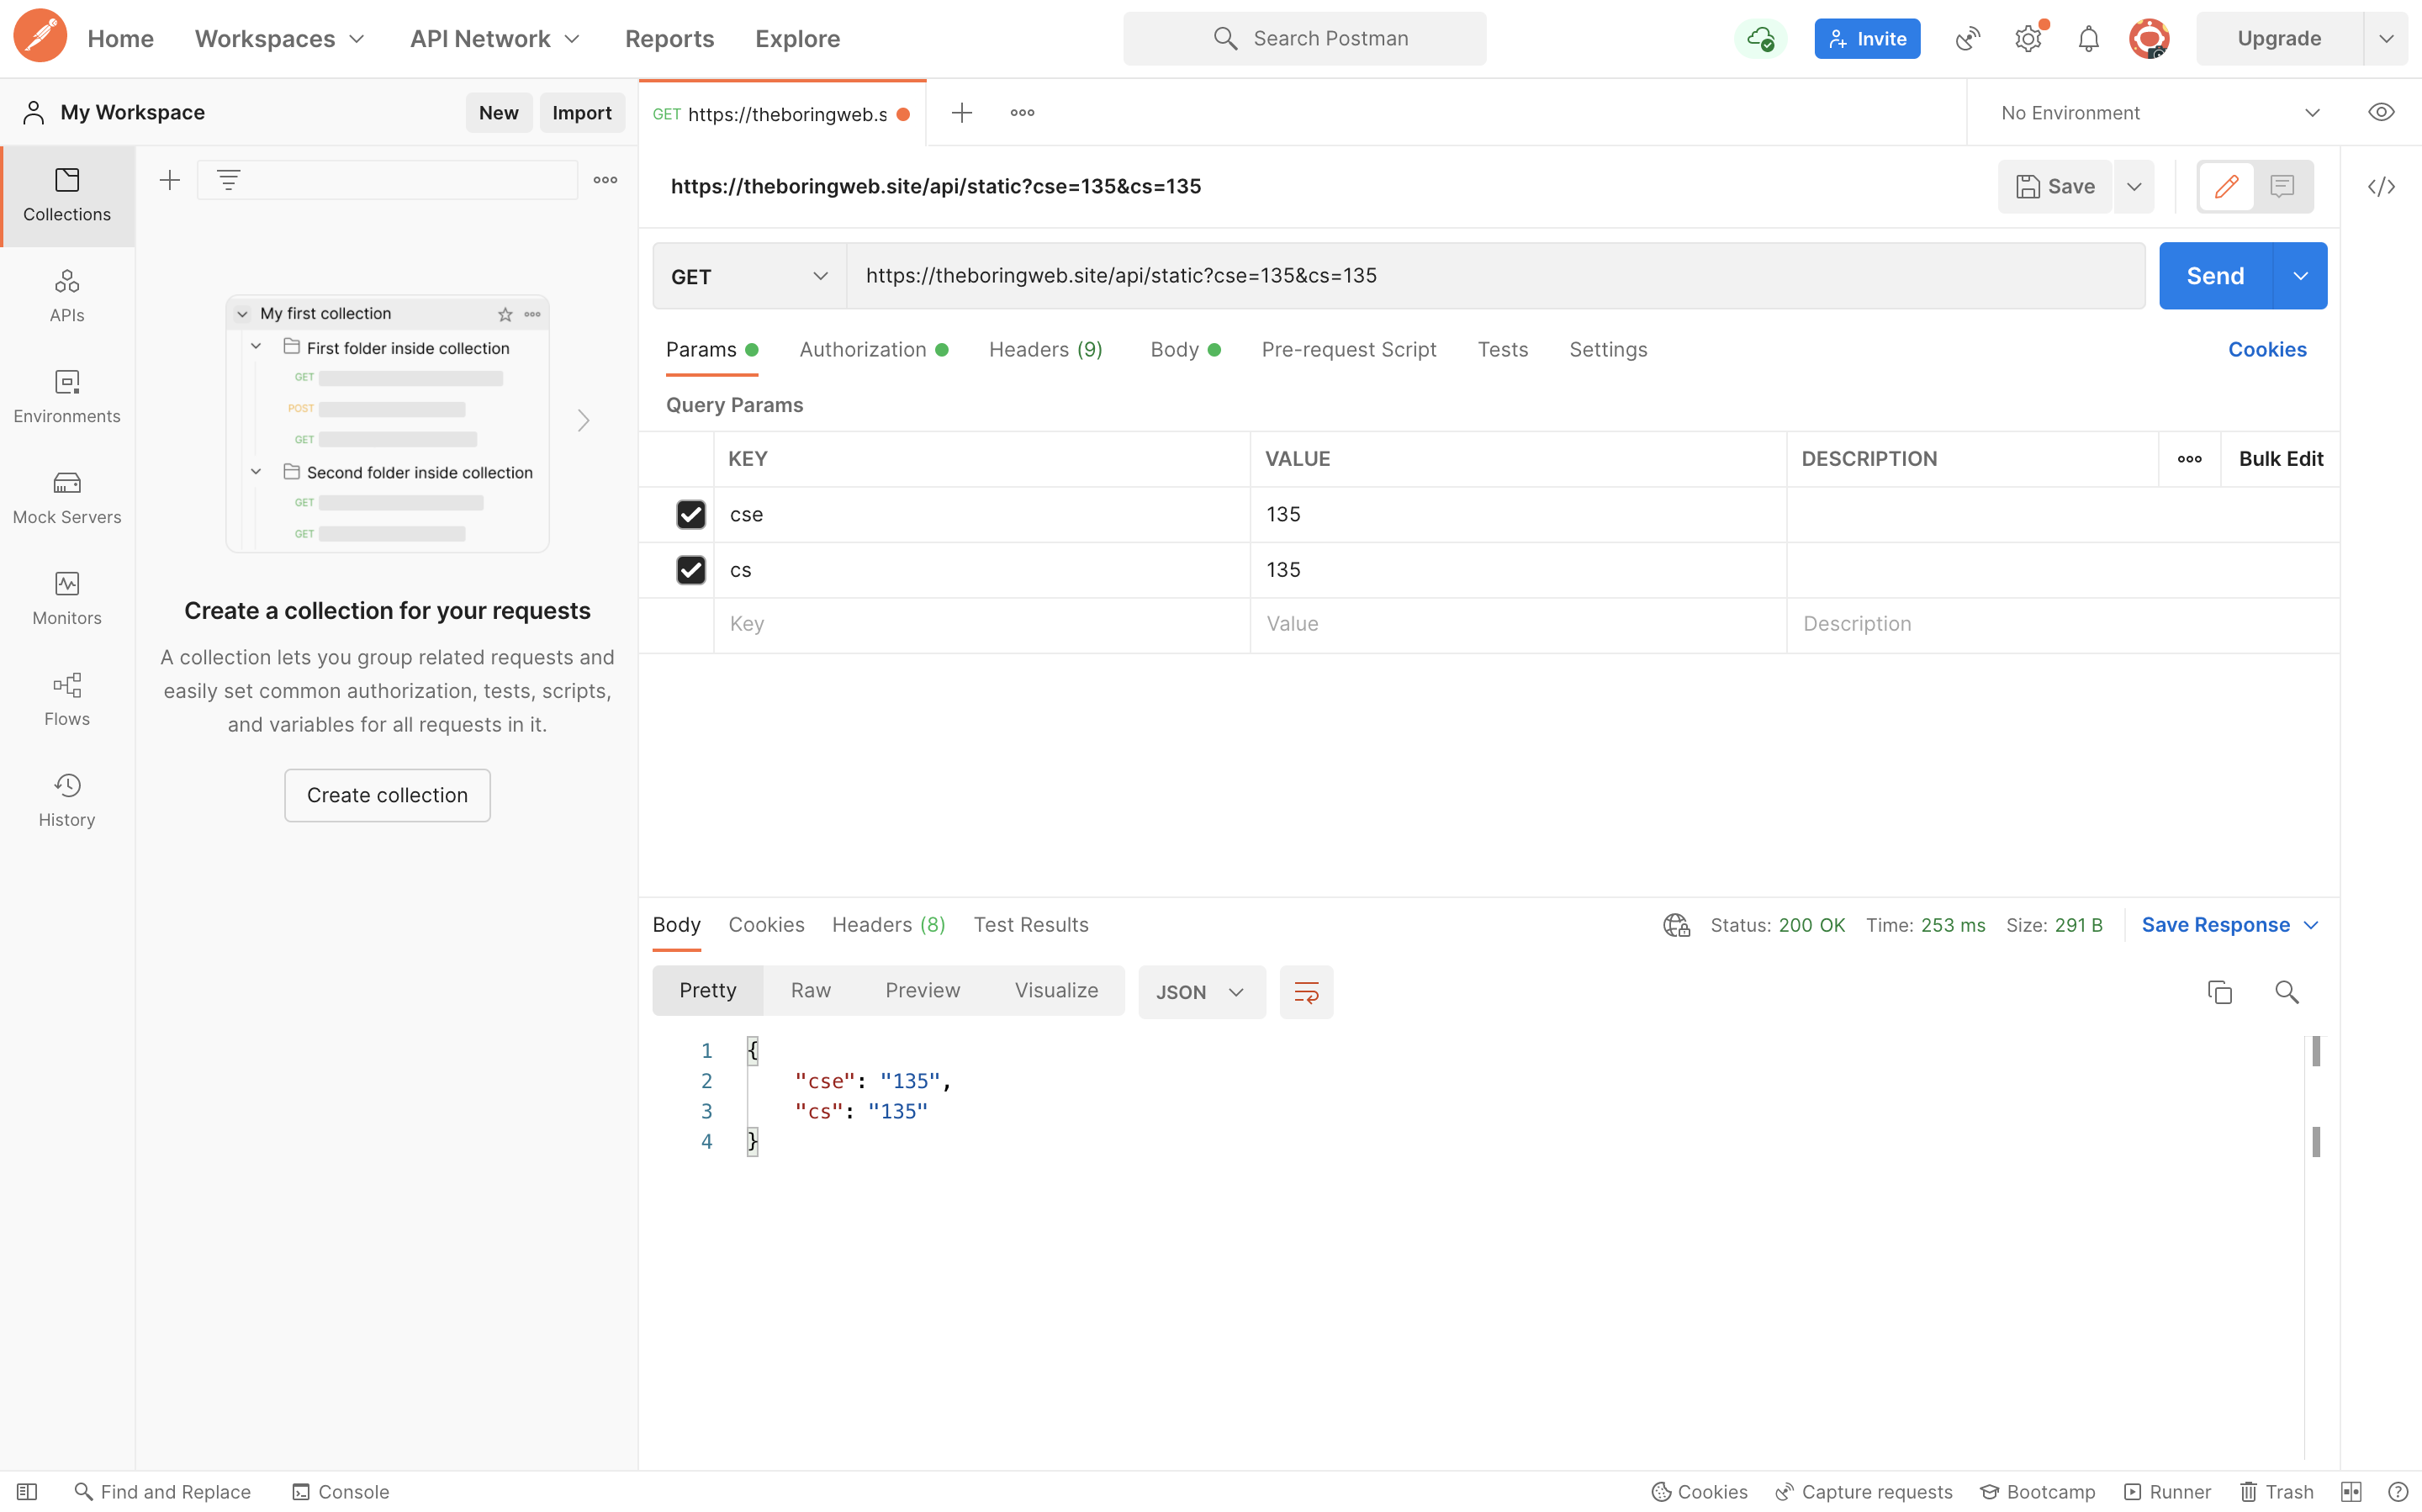 Home Workspaces API Network Reports Explore Search Postman Invite Upgrade
My Workspace New Import
GET https://theboringweb.s No Environment
Collections
APIs
Environments
Mock Servers
Monitors
Flows
History
My first collection
First folder inside collection
GET
POST
GET
Second folder inside collection
GET
GET
Create a collection for your requests
A collection lets you group related requests and
easily set common authorization, tests, scripts,
and variables for all requests in it.
Create collection
https://theboringweb.site/api/static?cse=135&cs=135 Save
GET https://theboringweb.site/api/static?cse=135&cs=135 Send
Params Authorization Headers (9) Body Pre-request Script Tests Settings Cookies
Query Params
KEY VALUE DESCRIPTION Bulk Edit
cse 135
cs 135
Key Value Description
Body Cookies Headers (8) Test Results Status: 200 OK Time: 253 ms Size: 291 B Save Response
Pretty Raw Preview Visualize JSON
1 {
2 "cse": "135",
3 "cs": "135"
4 }
Find and Replace Console Cookies Capture requests Bootcamp Runner Trash